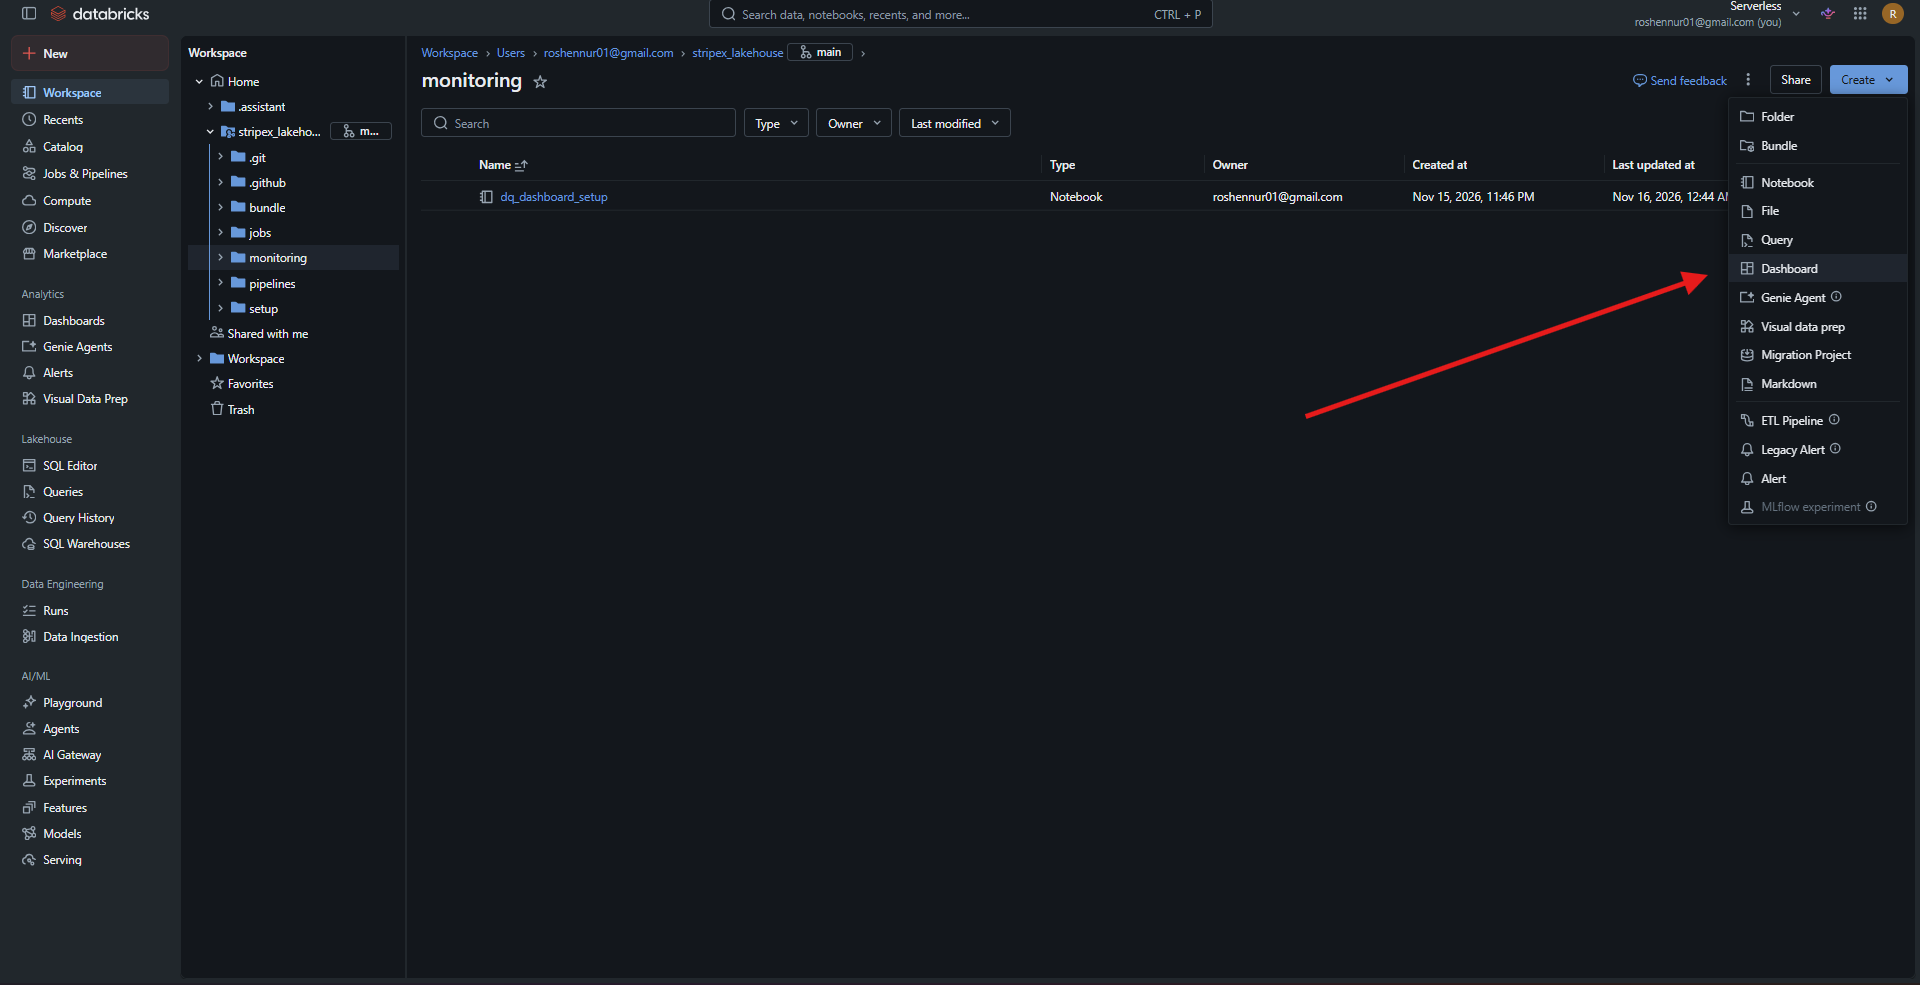 databricks
Search data, notebooks, recents, and more...
CTRL + P
Serverless
roshennur01@gmail.com (you)
R
New
Workspace
Recents
Catalog
Jobs & Pipelines
Compute
Discover
Marketplace
Analytics
Dashboards
Genie Agents
Alerts
Visual Data Prep
Lakehouse
SQL Editor
Queries
Query History
SQL Warehouses
Data Engineering
Runs
Data Ingestion
AI/ML
Playground
Agents
AI Gateway
Experiments
Features
Models
Serving
Workspace
Home
.assistant
stripex_lakeho... m...
.git
.github
bundle
jobs
monitoring
pipelines
setup
Shared with me
Workspace
Favorites
Trash
Workspace > Users > roshennur01@gmail.com > stripex_lakehouse main >
monitoring
Send feedback
Share
Create
Search
Type
Owner
Last modified
Name Type Owner Created at Last updated at
dq_dashboard_setup Notebook roshennur01@gmail.com Nov 15, 2026, 11:46 PM Nov 16, 2026, 12:44 AM
Folder
Bundle
Notebook
File
Query
Dashboard
Genie Agent
Visual data prep
Migration Project
Markdown
ETL Pipeline
Legacy Alert
Alert
MLflow experiment